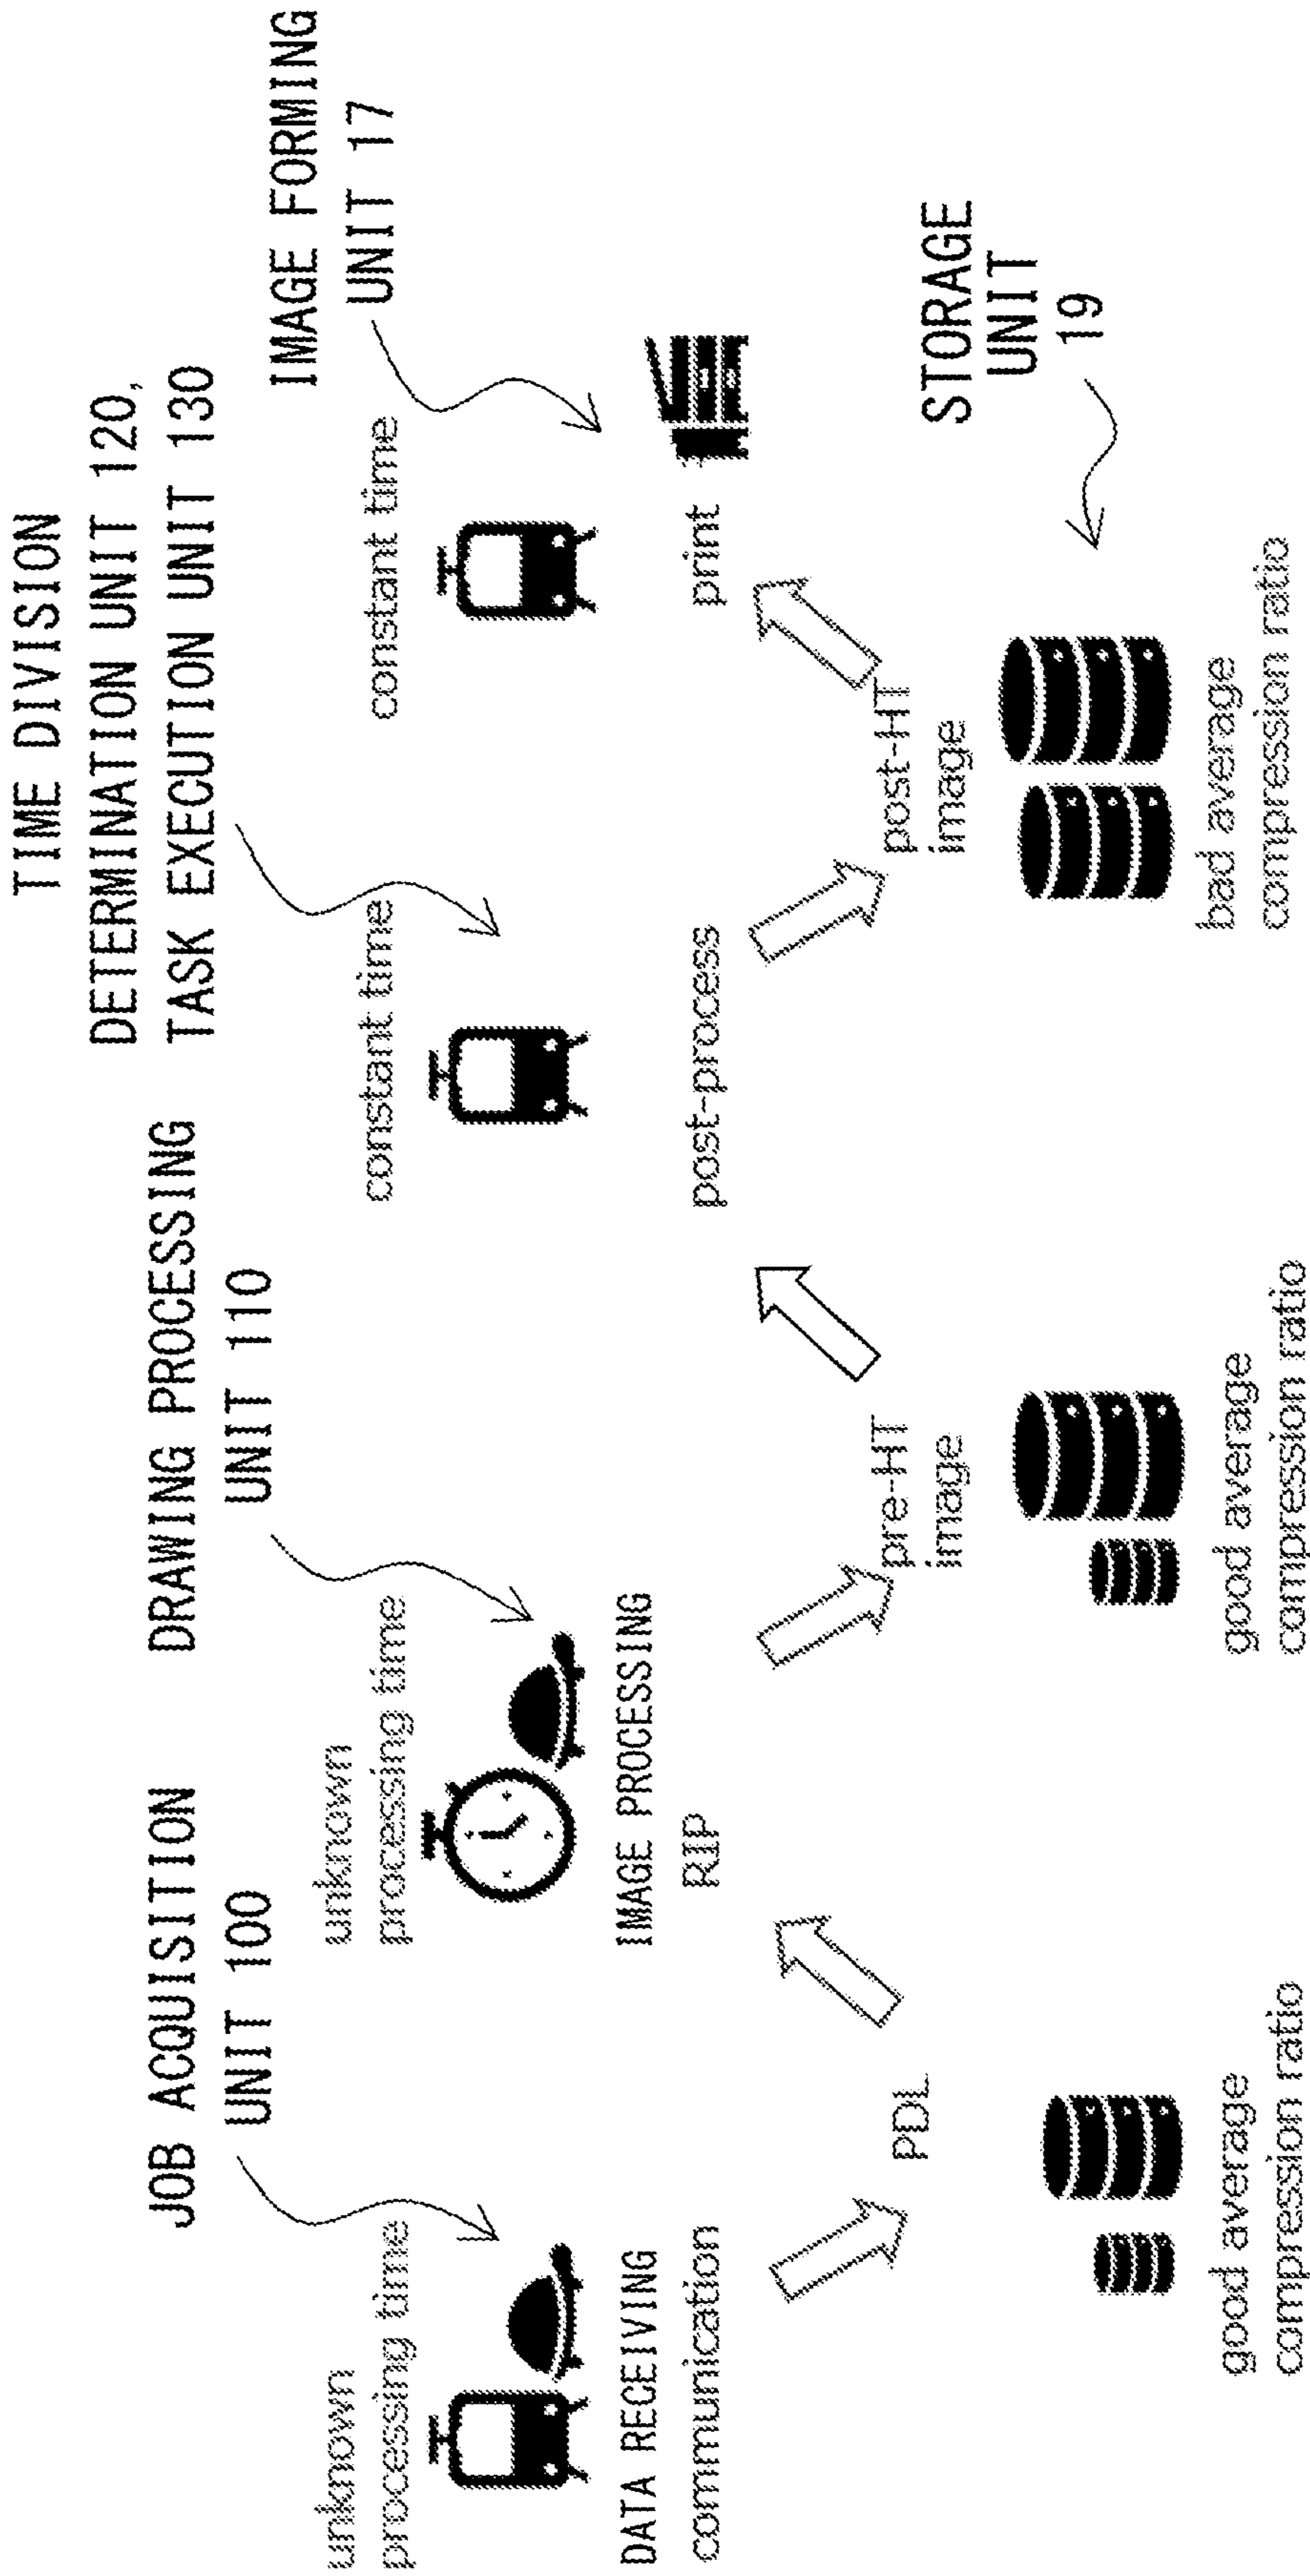 TIME DIVISION
DETERMINATION UNIT 120,
TASK EXECUTION UNIT 130
JOB ACQUISITION
UNIT 100
DRAWING PROCESSING
UNIT 110
IMAGE FORMING
UNIT 17
unknown
processing time
unknown
processing time
constant time
constant time
DATA RECEIVING
communication
IMAGE PROCESSING
RIP
post-process
print
PDL
pre-HT
image
post-HT
image
STORAGE
UNIT
19
good average
compression ratio
good average
compression ratio
bad average
compression ratio